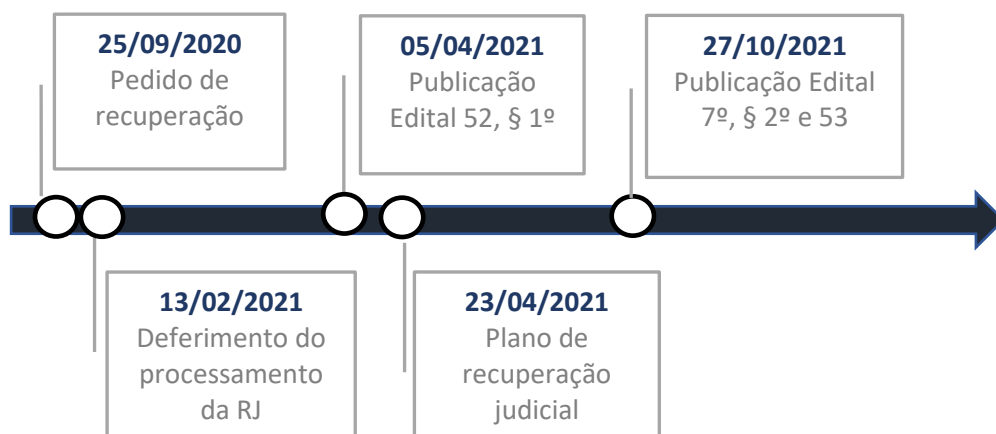 25/09/2020
Pedido de
recuperação
05/04/2021
Publicação
Edital 52, § 1º
27/10/2021
Publicação Edital
7º, § 2º e 53
13/02/2021
Deferimento do
processamento
da RJ
23/04/2021
Plano de
recuperação
judicial